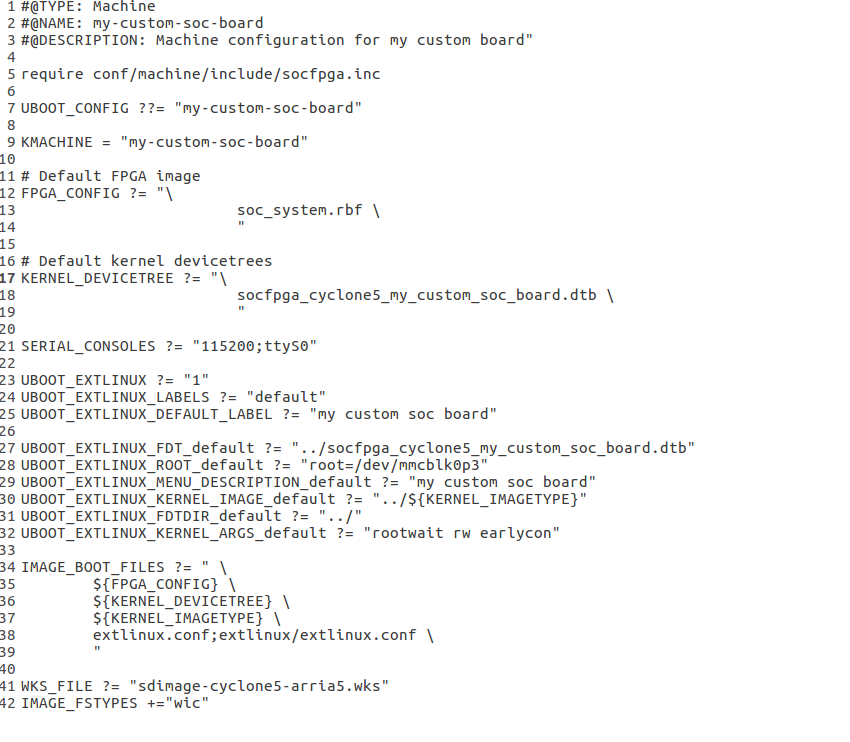 1 #@TYPE: Machine
2 #@NAME: my-custom-soc-board
3 #@DESCRIPTION: Machine configuration for my custom board"
4
5 require conf/machine/include/socfpga.inc
6
7 UBOOT_CONFIG ??= "my-custom-soc-board"
8
9 KMACHINE = "my-custom-soc-board"
10
11 # Default FPGA image
12 FPGA_CONFIG ?= "\
13                         soc_system.rbf \
14                         "
15
16 # Default kernel devicetrees
17 KERNEL_DEVICETREE ?= "\
18                         socfpga_cyclone5_my_custom_soc_board.dtb \
19                         "
20
21 SERIAL_CONSOLES ?= "115200;ttyS0"
22
23 UBOOT_EXTLINUX ?= "1"
24 UBOOT_EXTLINUX_LABELS ?= "default"
25 UBOOT_EXTLINUX_DEFAULT_LABEL ?= "my custom soc board"
26
27 UBOOT_EXTLINUX_FDT_default ?= "../socfpga_cyclone5_my_custom_soc_board.dtb"
28 UBOOT_EXTLINUX_ROOT_default ?= "root=/dev/mmcblk0p3"
29 UBOOT_EXTLINUX_MENU_DESCRIPTION_default ?= "my custom soc board"
30 UBOOT_EXTLINUX_KERNEL_IMAGE_default ?= "../${KERNEL_IMAGETYPE}"
31 UBOOT_EXTLINUX_FDTDIR_default ?= "../"
32 UBOOT_EXTLINUX_KERNEL_ARGS_default ?= "rootwait rw earlycon"
33
34 IMAGE_BOOT_FILES ?= " \
35         ${FPGA_CONFIG} \
36         ${KERNEL_DEVICETREE} \
37         ${KERNEL_IMAGETYPE} \
38         extlinux.conf;extlinux/extlinux.conf \
39         "
40
41 WKS_FILE ?= "sdimage-cyclone5-arria5.wks"
42 IMAGE_FSTYPES +="wic"